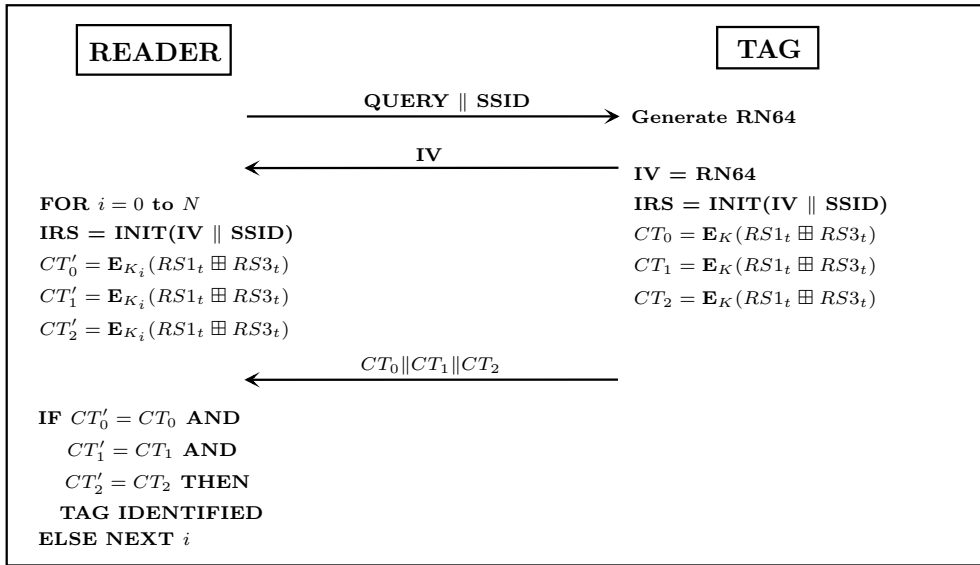 READER
TAG
QUERY ∥ SSID
Generate RN64
IV
IV = RN64
FOR i = 0 to N
IRS = INIT(IV ∥ SSID)
IRS = INIT(IV ∥ SSID)
CT′₀ = E_{K_i}(RS1_t ⊞ RS3_t)
CT₀ = E_K(RS1_t ⊞ RS3_t)
CT′₁ = E_{K_i}(RS1_t ⊞ RS3_t)
CT₁ = E_K(RS1_t ⊞ RS3_t)
CT′₂ = E_{K_i}(RS1_t ⊞ RS3_t)
CT₂ = E_K(RS1_t ⊞ RS3_t)
CT₀∥CT₁∥CT₂
IF CT′₀ = CT₀ AND
CT′₁ = CT₁ AND
CT′₂ = CT₂ THEN
TAG IDENTIFIED
ELSE NEXT i